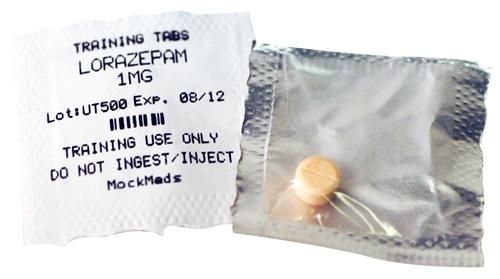 TRAINING TABS
LORAZEPAM
1MG
Lot:UT500 Exp. 08/12
TRAINING USE ONLY
DO NOT INGEST/INJECT
MockMeds